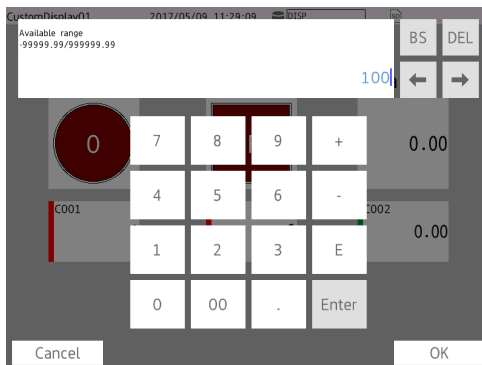 CustomDisplay01 2017/05/09 11:29:09 DISP
Available range
-99999.99/999999.99
100
BS DEL
← →
0 0.00
7 8 9 +
4 5 6 -
C001 C002
0.00
1 2 3 E
0 00 . Enter
Cancel OK